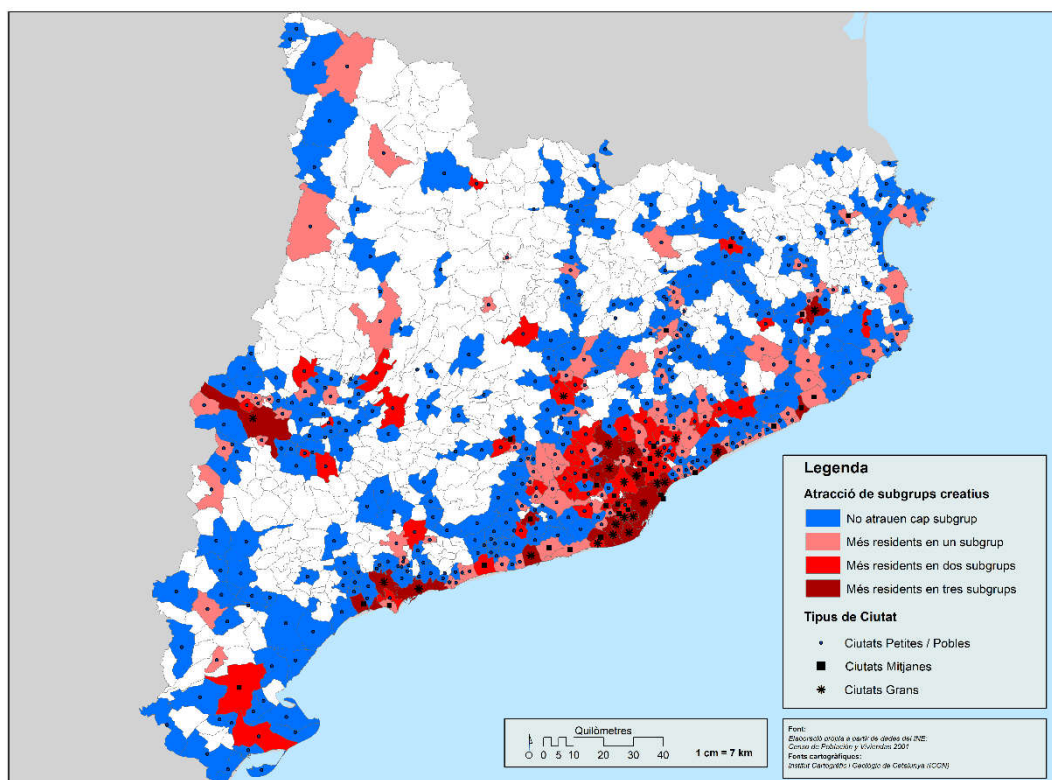 Legenda
Atracció de subgrups creatius
No atrauen cap subgrup
Més residents en un subgrup
Més residents en dos subgrups
Més residents en tres subgrups
Tipus de Ciutat
Ciutats Petites / Pobles
Ciutats Mitjanes
Ciutats Grans
Quilòmetres
0 5 10 20 30 40
1 cm = 7 km
Font:
Elaboració pròpia a partir de dades del INE:
Censo de Población y Viviendas 2001
Fonts cartogràfiques:
Institut Cartogràfic i Geològic de Catalunya (ICGN)